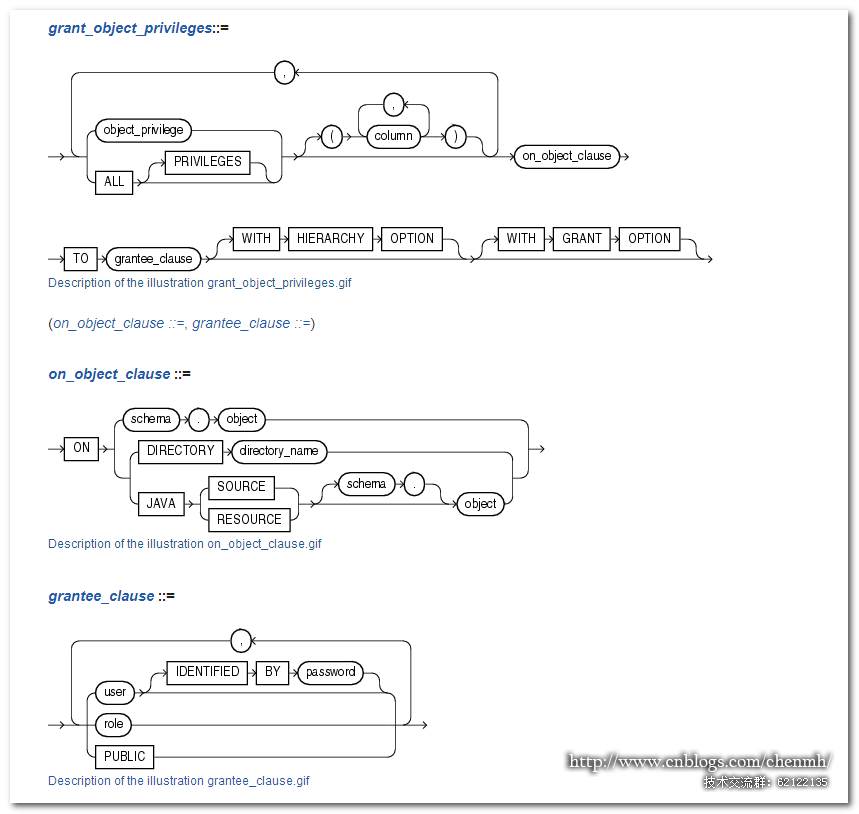 grant_object_privileges::=
,
,
object_privilege ( column )
ALL PRIVILEGES
on_object_clause
WITH HIERARCHY OPTION WITH GRANT OPTION
TO grantee_clause
Description of the illustration grant_object_privileges.gif
(on_object_clause ::=, grantee_clause ::=)
on_object_clause ::=
schema . object
ON DIRECTORY directory_name
JAVA SOURCE schema .
RESOURCE object
Description of the illustration on_object_clause.gif
grantee_clause ::=
,
IDENTIFIED BY password
user
role
PUBLIC
Description of the illustration grantee_clause.gif
http://www.cnblogs.com/chenmh/
技术交流群：62122135